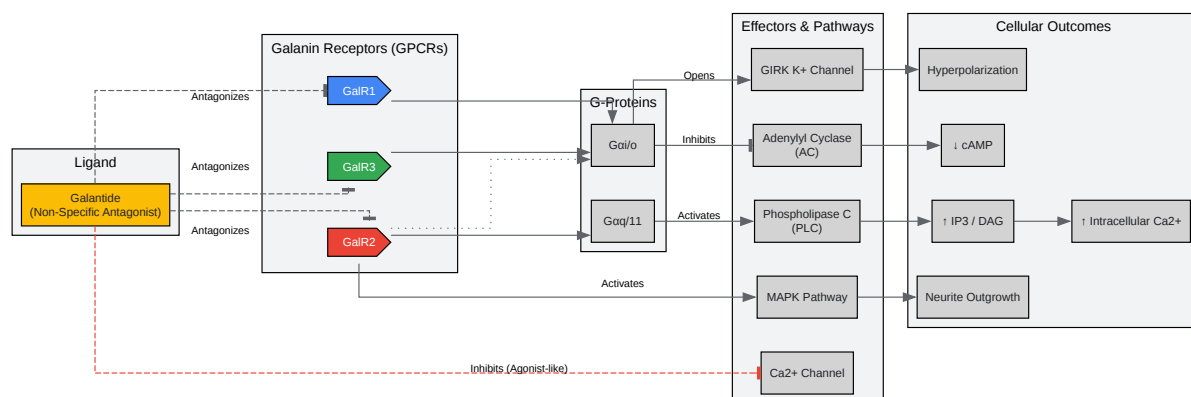 Effectors & Pathways
Cellular Outcomes
Galanin Receptors (GPCRs)
GIRK K+ Channel
Hyperpolarization
Opens
GalR1
Antagonizes
G-Proteins
Gαi/o
Inhibits
Adenylyl Cyclase
(AC)
↓ cAMP
Ligand
Antagonizes
GalR3
Galantide
(Non-Specific Antagonist)
Antagonizes
GalR2
Gαq/11
Activates
Phospholipase C
(PLC)
↑ IP3 / DAG
↑ Intracellular Ca2+
Activates
MAPK Pathway
Neurite Outgrowth
Inhibits (Agonist-like)
Ca2+ Channel